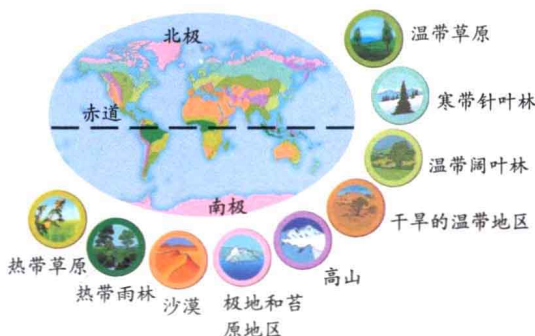 北极
赤道
南极
温带草原
寒带针叶林
温带阔叶林
干旱的温带地区
高山
极地和苔
原地区
沙漠
热带雨林
热带草原